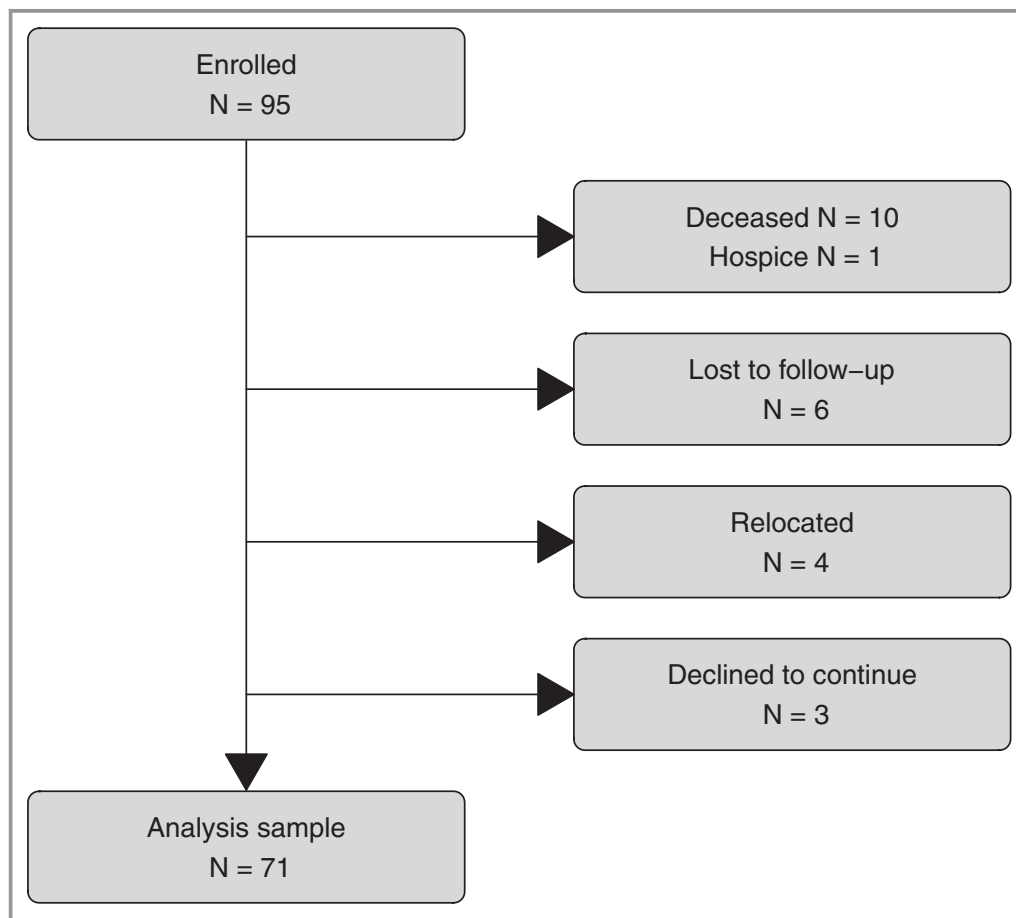 Enrolled
N = 95
Deceased N = 10
Hospice N = 1
Lost to follow−up
N = 6
Relocated
N = 4
Declined to continue
N = 3
Analysis sample
N = 71